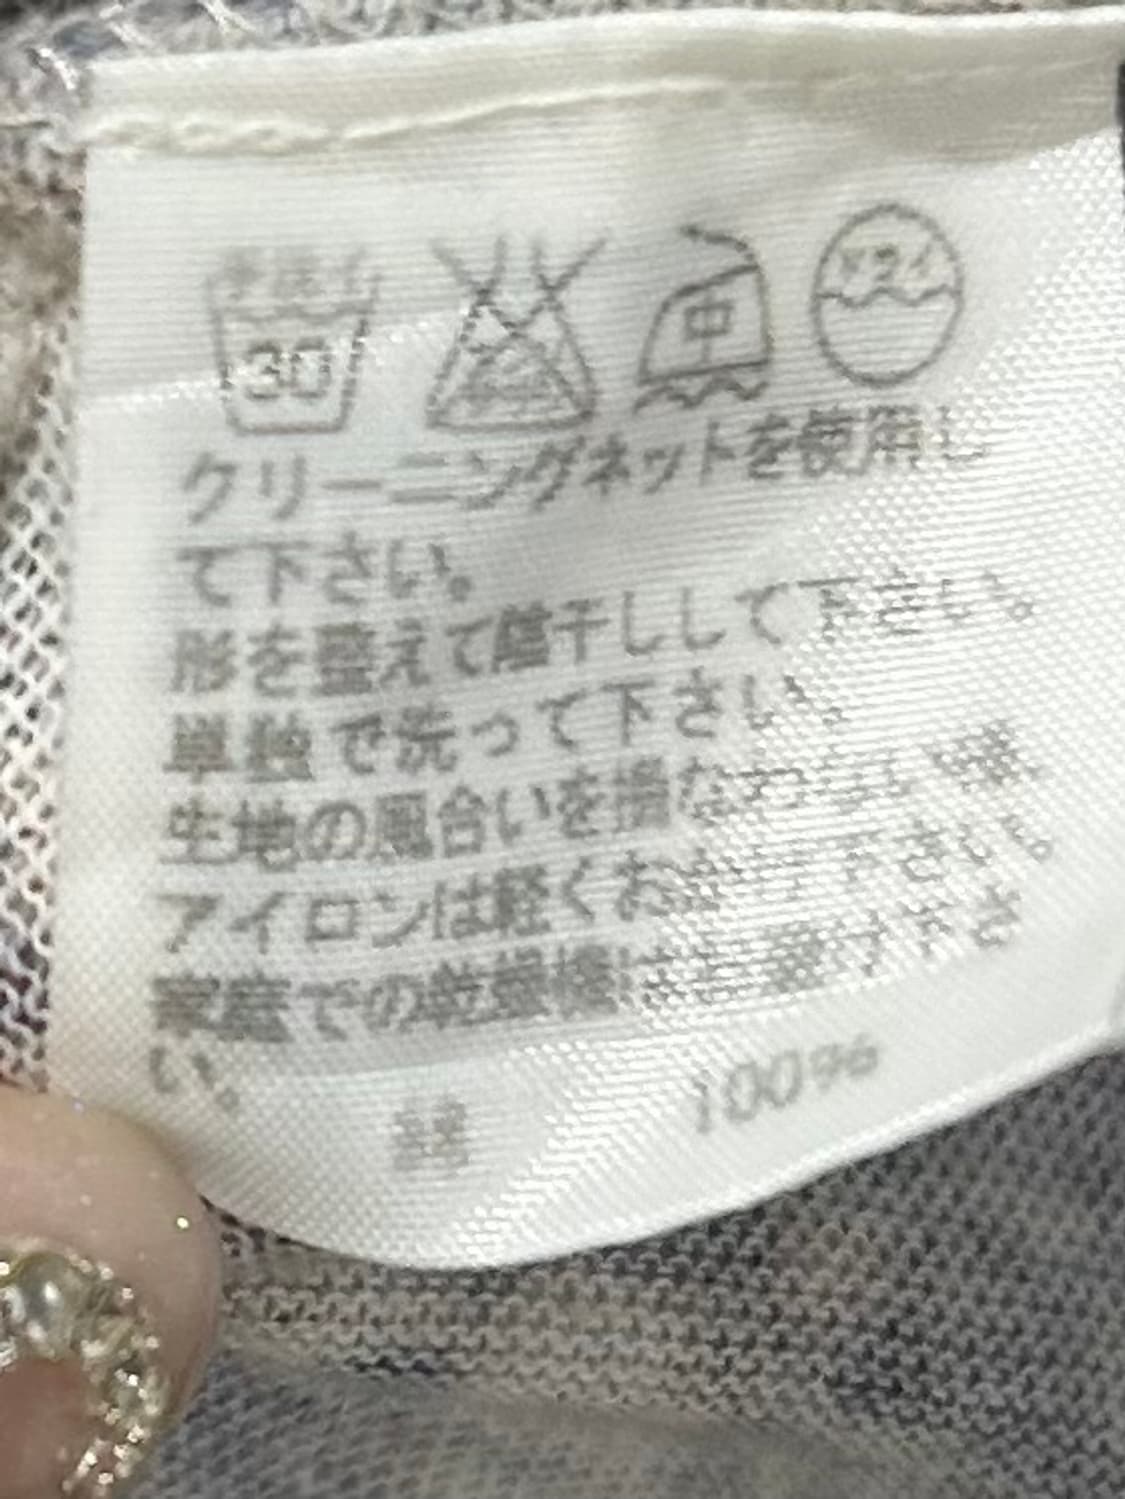 手洗イ
30
中
ドライ
クリーニングネットを使用し
て下さい。
形を整えて陰干しして下さい。
単独で洗って下さい。
生地の風合いを損なわない様、
アイロンは軽くおかけ下さい。
家庭での乾燥機はお避け下さ
い。
100%